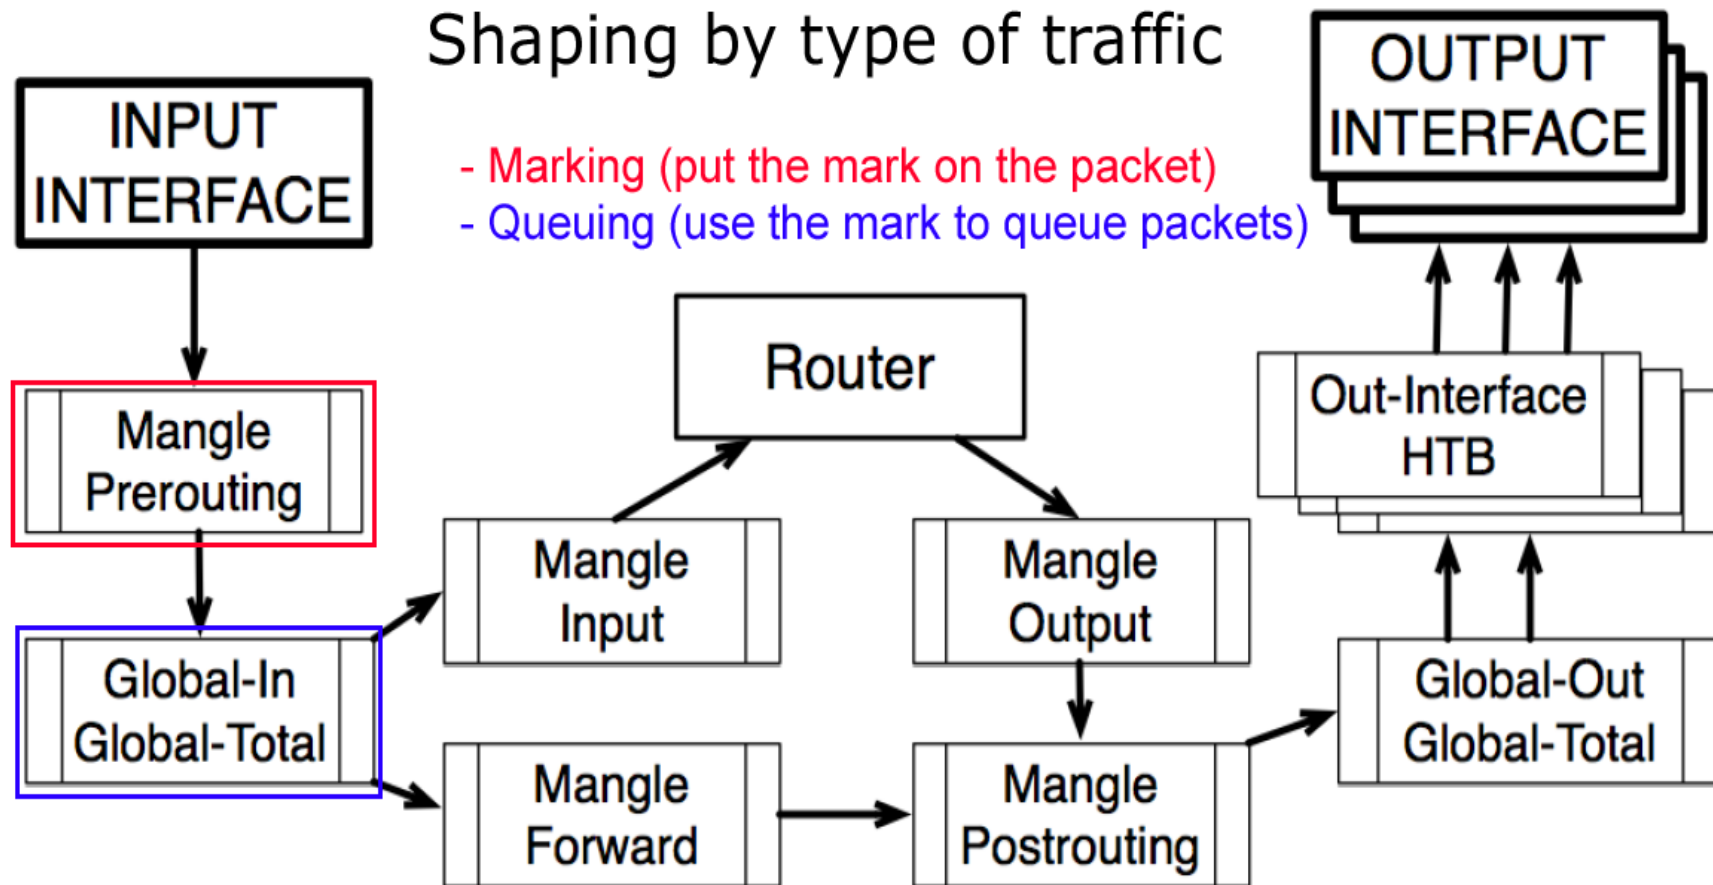 Shaping by type of traffic
INPUT
INTERFACE
OUTPUT
INTERFACE
- Marking (put the mark on the packet)
- Queuing (use the mark to queue packets)
Router
Mangle
Prerouting
Out-Interface
HTB
Mangle
Input
Mangle
Output
Global-In
Global-Total
Global-Out
Global-Total
Mangle
Forward
Mangle
Postrouting